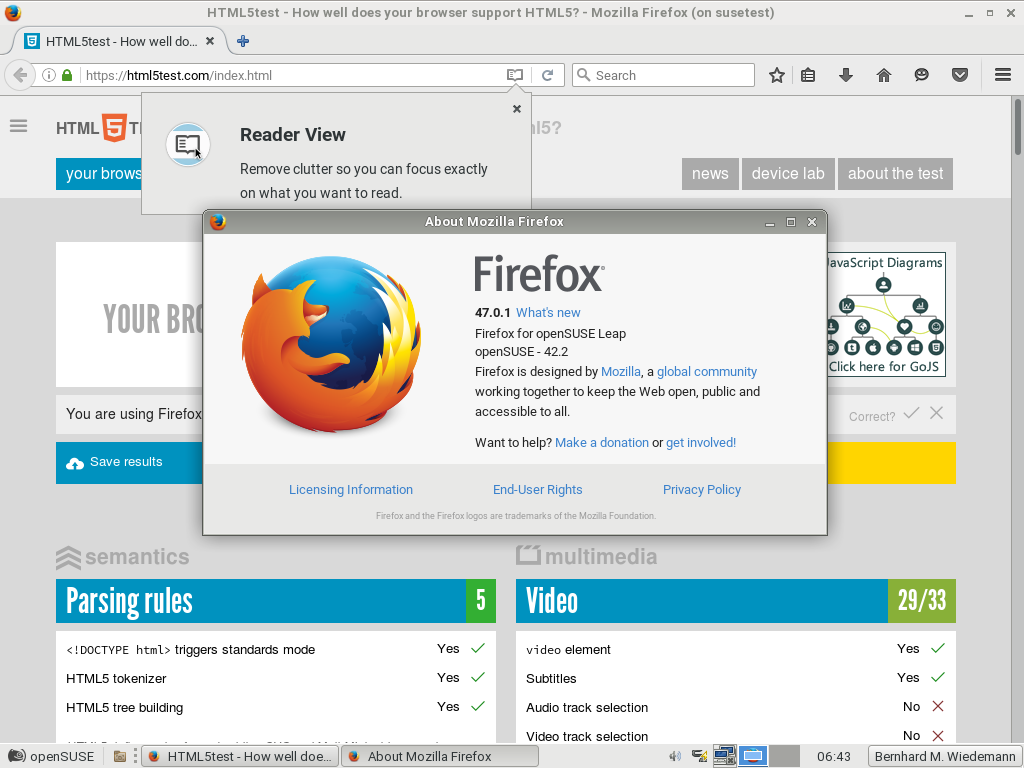 HTML5test - How well does your browser support HTML5? - Mozilla Firefox (on susetest)
HTML5test - How well do...
https://html5test.com/index.html
Search
HTML 5
ml5?
Reader View
Remove clutter so you can focus exactly
on what you want to read.
your brows
news
device lab
about the test
About Mozilla Firefox
Firefox
47.0.1 What's new
Firefox for openSUSE Leap
openSUSE - 42.2
Firefox is designed by Mozilla, a global community
working together to keep the Web open, public and
accessible to all.
Want to help? Make a donation or get involved!
Licensing Information
End-User Rights
Privacy Policy
Firefox and the Firefox logos are trademarks of the Mozilla Foundation.
YOUR BRO
JavaScript Diagrams
Click here for GoJS
You are using Firefox
Correct?
Save results
semantics
multimedia
Parsing rules 5
<!DOCTYPE html> triggers standards mode Yes
HTML5 tokenizer Yes
HTML5 tree building Yes
Video 29/33
video element Yes
Subtitles Yes
Audio track selection No
Video track selection No
openSUSE
HTML5test - How well doe...
About Mozilla Firefox
06:43
Bernhard M. Wiedemann